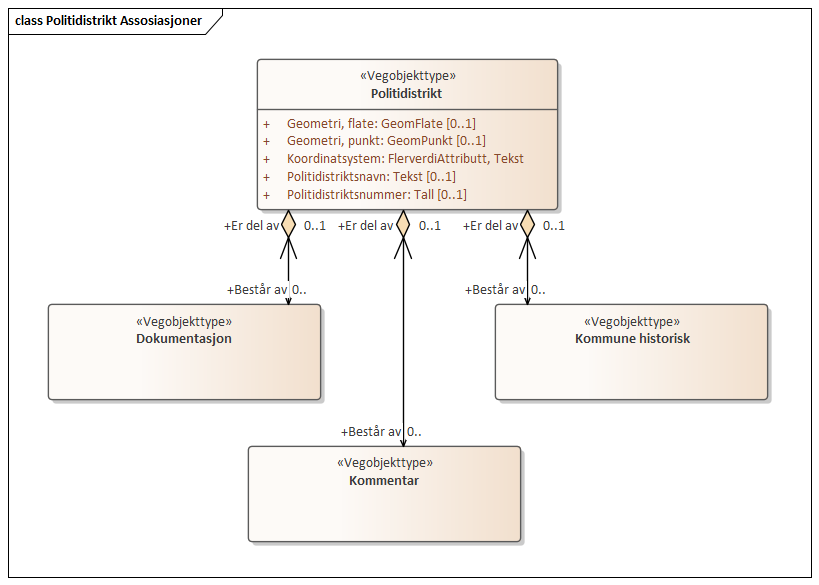 class Politidistrikt Assosiasjoner
«Vegobjekttype»
Politidistrikt
+ Geometri, flate: GeomFlate [0..1]
+ Geometri, punkt: GeomPunkt [0..1]
+ Koordinatsystem: FlerverdiAttributt, Tekst
+ Politidistriktsnavn: Tekst [0..1]
+ Politidistriktsnummer: Tall [0..1]
+Er del av 0..1 +Er del av 0..1 +Er del av 0..1
+Består av 0.. +Består av 0..
«Vegobjekttype» «Vegobjekttype»
Dokumentasjon Kommune historisk
+Består av 0..
«Vegobjekttype»
Kommentar